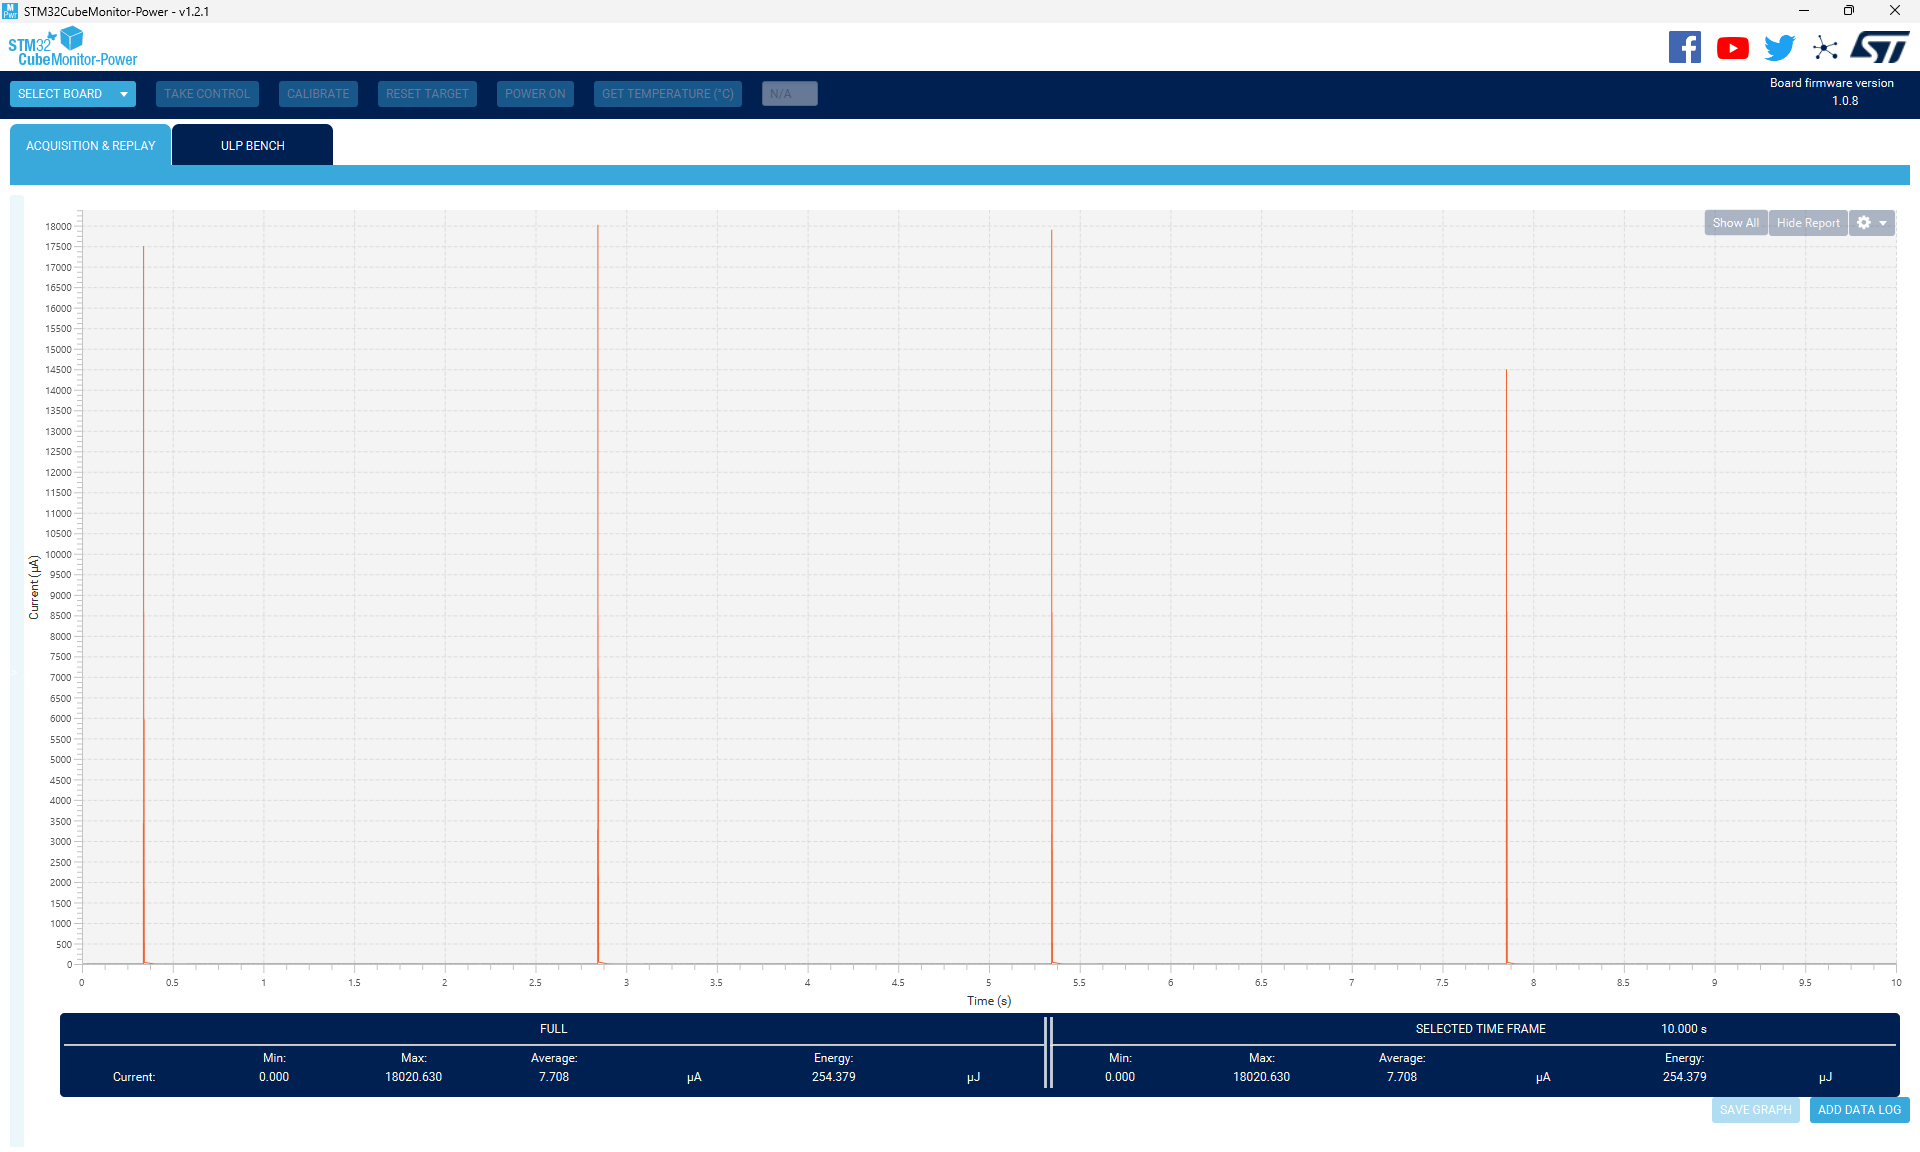 STM32CubeMonitor-Power - v1.2.1
STM32
CubeMonitor-Power
SELECT BOARD
TAKE CONTROL
CALIBRATE
RESET TARGET
POWER ON
GET TEMPERATURE (°C)
N/A
Board firmware version
1.0.8
ACQUISITION & REPLAY
ULP BENCH
Show All
Hide Report
Current (µA)
18000
17500
17000
16500
16000
15500
15000
14500
14000
13500
13000
12500
12000
11500
11000
10500
10000
9500
9000
8500
8000
7500
7000
6500
6000
5500
5000
4500
4000
3500
3000
2500
2000
1500
1000
500
0
0 0.5 1 1.5 2 2.5 3 3.5 4 4.5 5 5.5 6 6.5 7 7.5 8 8.5 9 9.5 10
Time (s)
FULL
Min: Max: Average: Energy:
Current: 0.000 18020.630 7.708 µA 254.379 µJ
SELECTED TIME FRAME 10.000 s
Min: Max: Average: Energy:
0.000 18020.630 7.708 µA 254.379 µJ
SAVE GRAPH
ADD DATA LOG